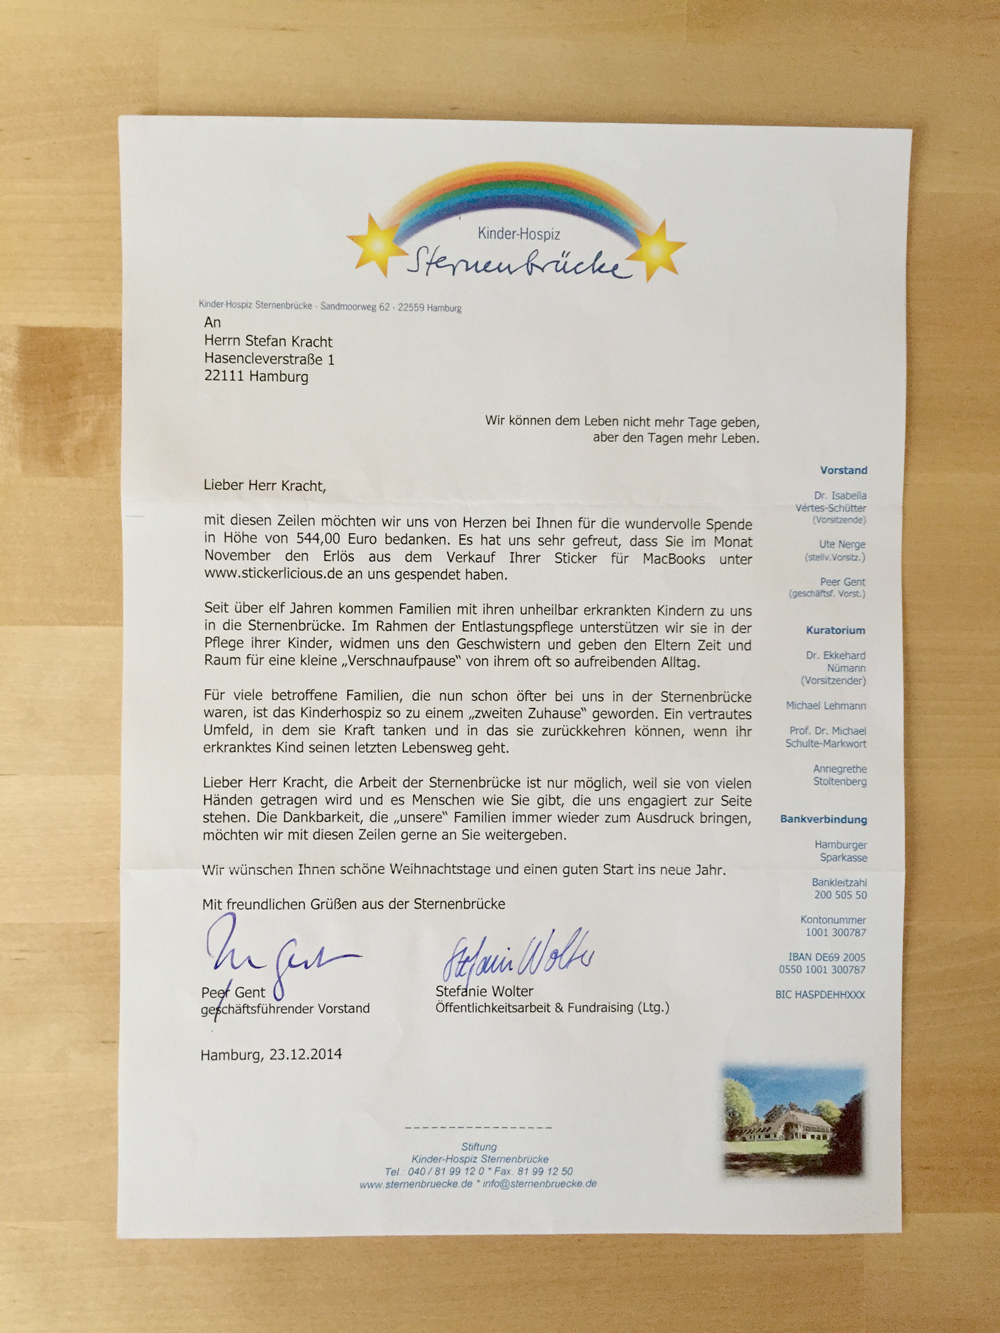 Kinder-Hospiz
Sternenbrücke
Kinder-Hospiz Sternenbrücke - Sandmoorweg 62 - 22559 Hamburg
An
Herrn Stefan Kracht
Hasencleverstraße 1
22111 Hamburg
Wir können dem Leben nicht mehr Tage geben,
aber den Tagen mehr Leben.
Lieber Herr Kracht,
mit diesen Zeilen möchten wir uns von Herzen bei Ihnen für die wundervolle Spende
in Höhe von 544,00 Euro bedanken. Es hat uns sehr gefreut, dass Sie im Monat
November den Erlös aus dem Verkauf Ihrer Sticker für MacBooks unter
www.stickerlicious.de an uns gespendet haben.
Seit über elf Jahren kommen Familien mit ihren unheilbar erkrankten Kindern zu uns
in die Sternenbrücke. Im Rahmen der Entlastungspflege unterstützen wir sie in der
Pflege ihrer Kinder, widmen uns den Geschwistern und geben den Eltern Zeit und
Raum für eine kleine „Verschnaufpause“ von ihrem oft so aufreibenden Alltag.
Für viele betroffene Familien, die nun schon öfter bei uns in der Sternenbrücke
waren, ist das Kinderhospiz so zu einem „zweiten Zuhause“ geworden. Ein vertrautes
Umfeld, in dem sie Kraft tanken und in das sie zurückkehren können, wenn ihr
erkranktes Kind seinen letzten Lebensweg geht.
Lieber Herr Kracht, die Arbeit der Sternenbrücke ist nur möglich, weil sie von vielen
Händen getragen wird und es Menschen wie Sie gibt, die uns engagiert zur Seite
stehen. Die Dankbarkeit, die „unsere“ Familien immer wieder zum Ausdruck bringen,
möchten wir mit diesen Zeilen gerne an Sie weitergeben.
Wir wünschen Ihnen schöne Weihnachtstage und einen guten Start ins neue Jahr.
Mit freundlichen Grüßen aus der Sternenbrücke
Peer Gent
Stefanie Wolter
Peer Gent
geschäftsführender Vorstand
Stefanie Wolter
Öffentlichkeitsarbeit & Fundraising (Ltg.)
Hamburg, 23.12.2014
Vorstand
Dr. Isabella
Vértes-Schütter
(Vorsitzende)
Ute Nerge
(stellv.Vorsitz.)
Peer Gent
(geschäftsf. Vorst.)
Kuratorium
Dr. Ekkehard
Nümann
(Vorsitzender)
Michael Lehmann
Prof. Dr. Michael
Schulte-Markwort
Annegrethe
Stoltenberg
Bankverbindung
Hamburger
Sparkasse
Bankleitzahl
200 505 50
Kontonummer
1001 300787
IBAN DE69 2005
0550 1001 300787
BIC HASPDEHHXXX
Stiftung
Kinder-Hospiz Sternenbrücke
Tel.: 040 / 81 99 12 0 * Fax. 81 99 12 50
www.sternenbruecke.de * info@sternenbruecke.de